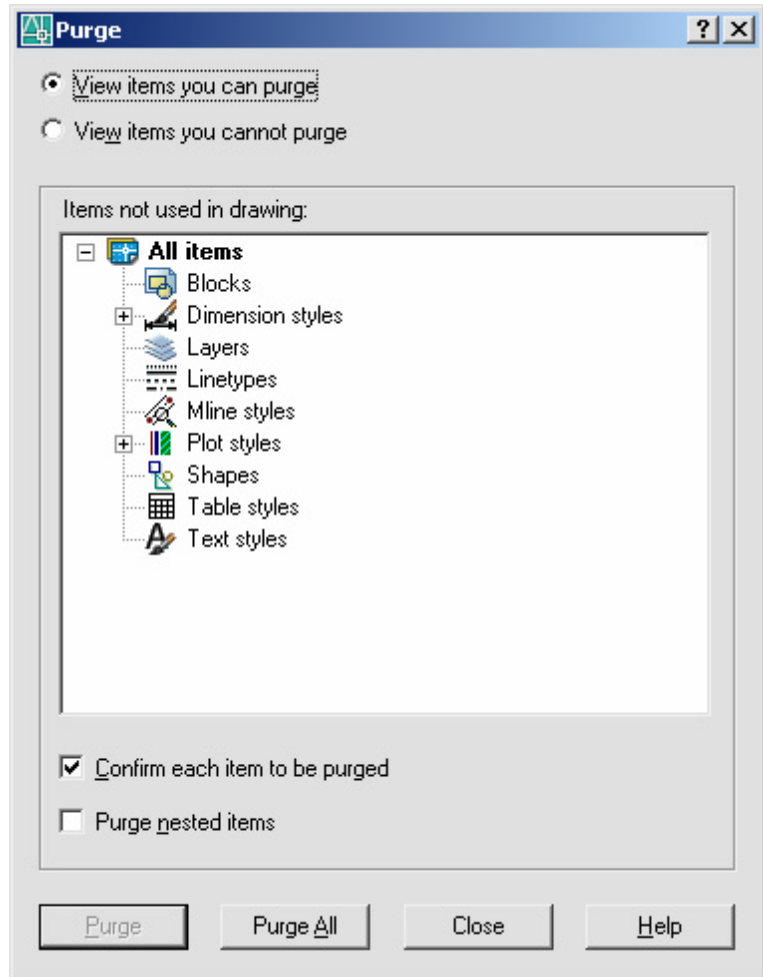 Purge
View items you can purge
View items you cannot purge
Items not used in drawing:
All items
Blocks
Dimension styles
Layers
Linetypes
Mline styles
Plot styles
Shapes
Table styles
Text styles
Confirm each item to be purged
Purge nested items
Purge Purge All Close Help